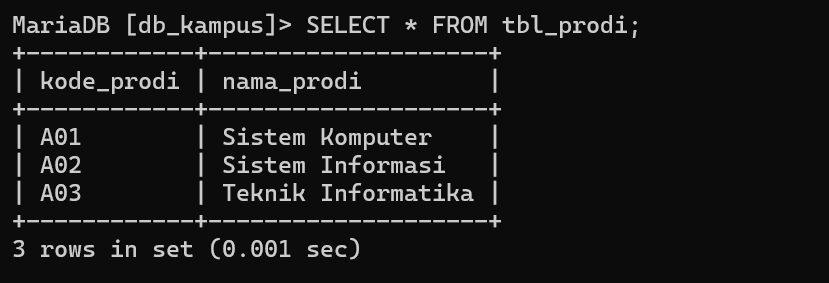 MariaDB [db_kampus]> SELECT * FROM tbl_prodi;
+------------+--------------------+
| kode_prodi | nama_prodi         |
+------------+--------------------+
| A01        | Sistem Komputer    |
| A02        | Sistem Informasi   |
| A03        | Teknik Informatika |
+------------+--------------------+
3 rows in set (0.001 sec)